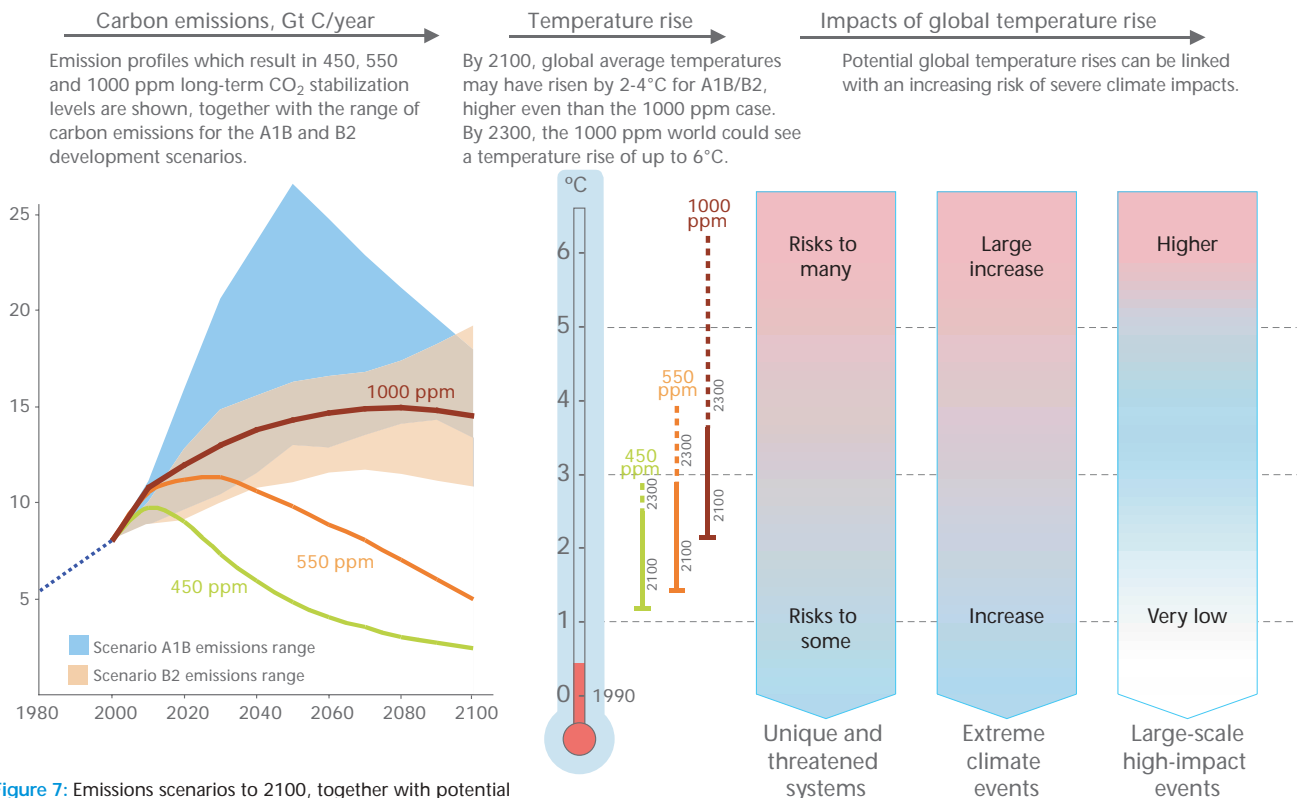 Carbon emissions, Gt C/year
Emission profiles which result in 450, 550
and 1000 ppm long-term CO₂ stabilization
levels are shown, together with the range of
carbon emissions for the A1B and B2
development scenarios.
Temperature rise
By 2100, global average temperatures
may have risen by 2-4°C for A1B/B2,
higher even than the 1000 ppm case.
By 2300, the 1000 ppm world could see
a temperature rise of up to 6°C.
Impacts of global temperature rise
Potential global temperature rises can be linked
with an increasing risk of severe climate impacts.
25
20
15
10
5
1000 ppm
550 ppm
450 ppm
Scenario A1B emissions range
Scenario B2 emissions range
1980 2000 2020 2040 2060 2080 2100
ºC
6
5
4
3
2
1
0
1990
450
ppm
2300
2100
550
ppm
2300
2100
1000
ppm
2300
2100
Risks to
many
Risks to
some
Unique and
threatened
systems
Large
increase
Increase
Extreme
climate
events
Higher
Very low
Large-scale
high-impact
events
igure 7: Emissions scenarios to 2100, together with potential